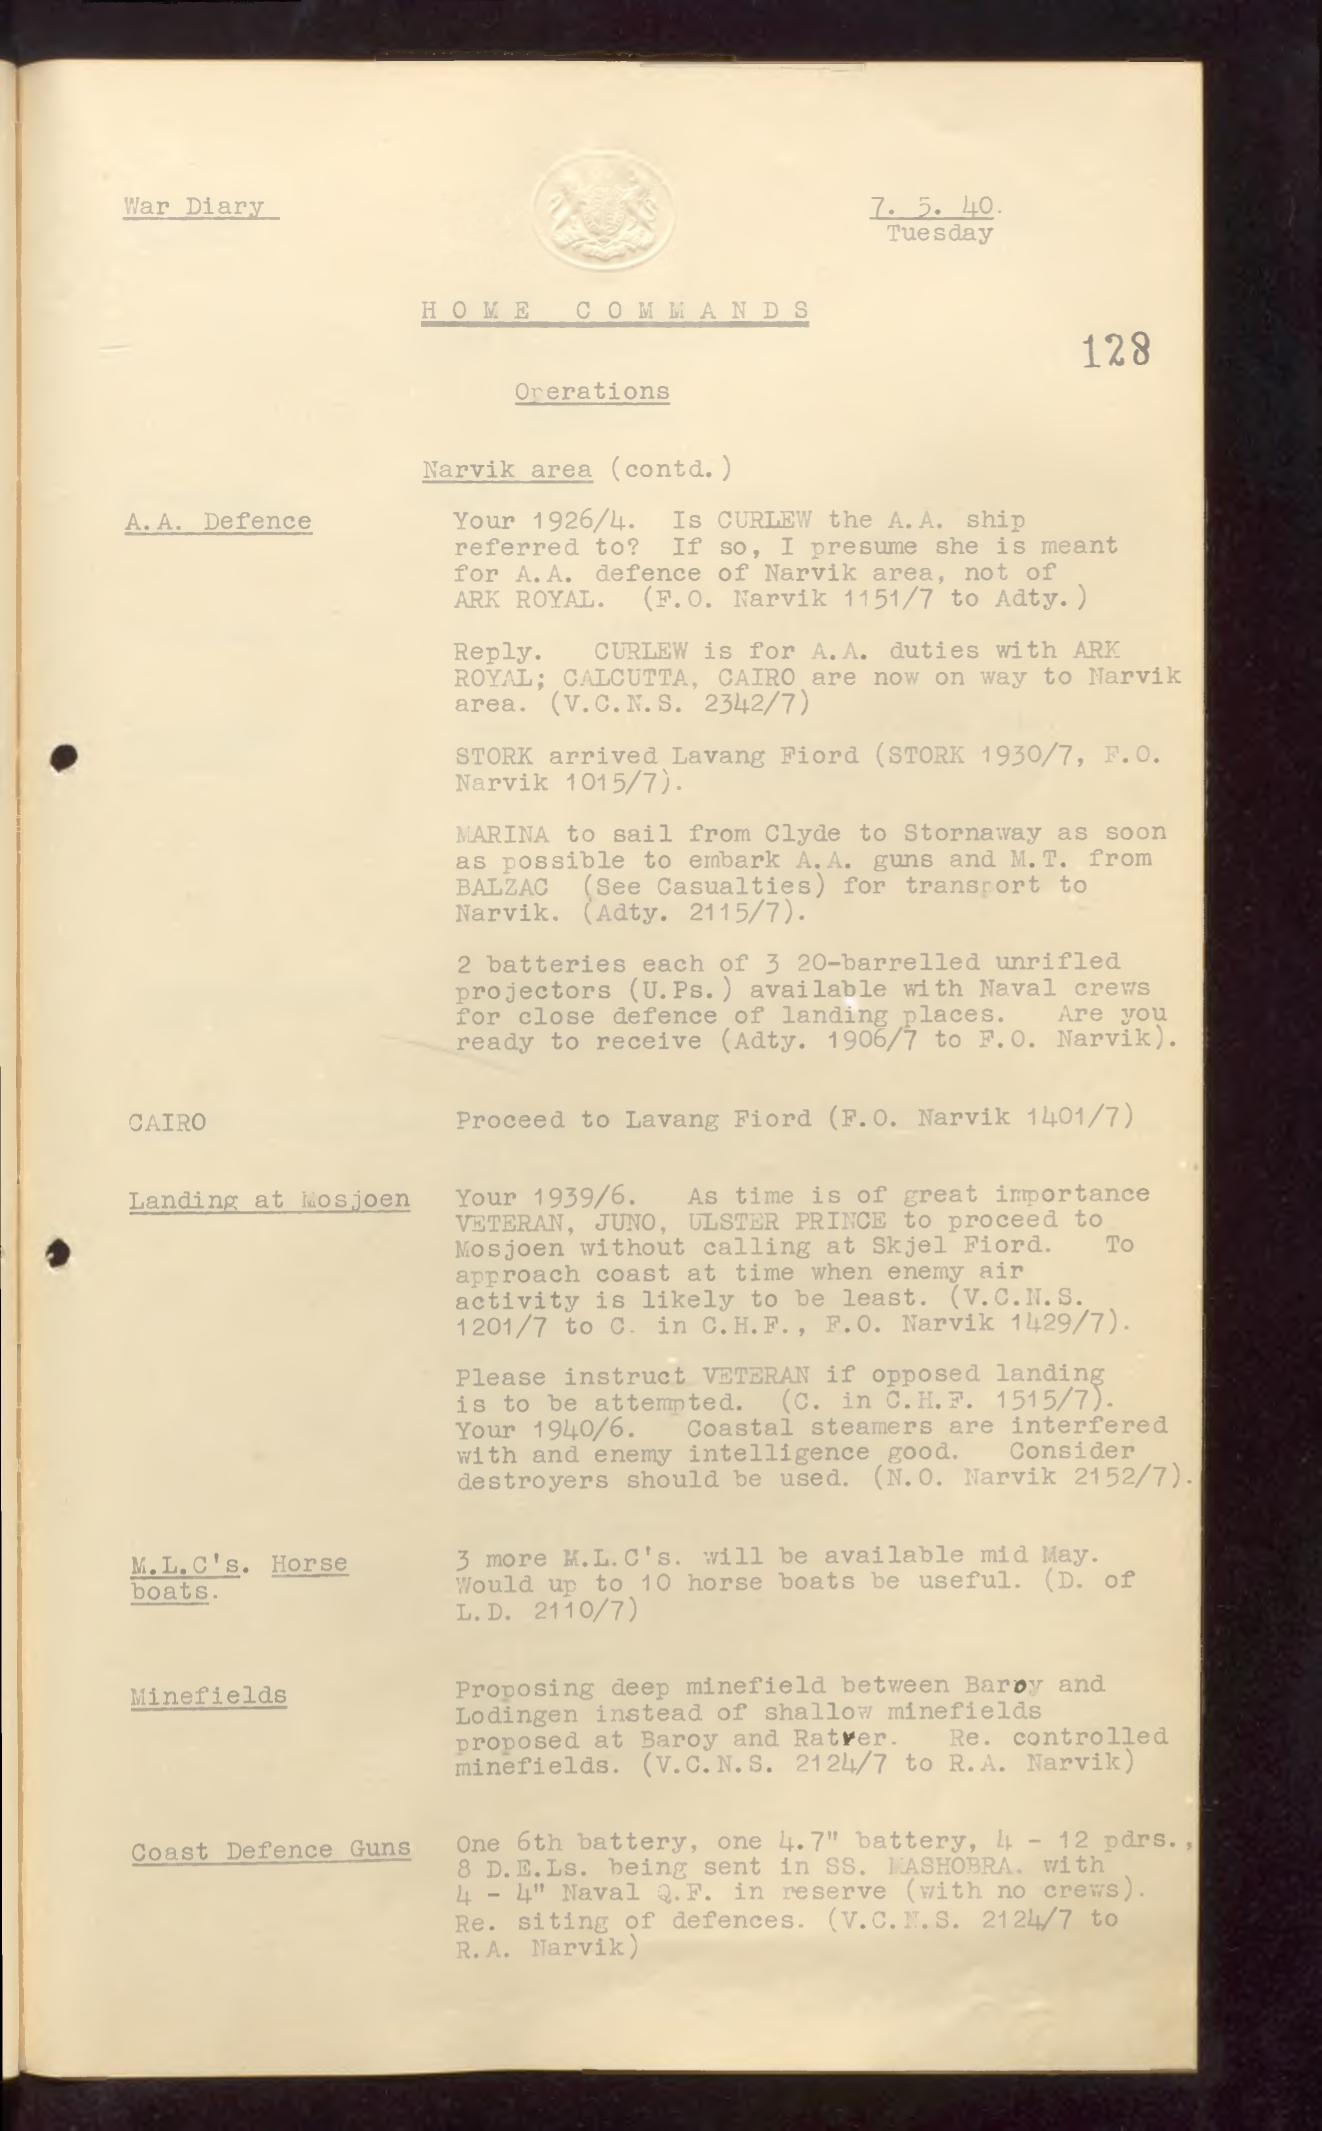 War Diary
7. 5. 40.
Tuesday
HOME COMMANDS
128
Operations
Narvik area (contd.)
A.A. Defence
Your 1926/4. Is CURLEW the A.A. ship
referred to? If so, I presume she is meant
for A.A. defence of Narvik area, not of
ARK ROYAL. (F.O. Narvik 1151/7 to Adty.)
Reply. CURLEW is for A.A. duties with ARK
ROYAL; CALCUTTA, CAIRO are now on way to Narvik
area. (V.C.N.S. 2342/7)
STORK arrived Lavang Fiord (STORK 1930/7, F.O.
Narvik 1015/7).
MARINA to sail from Clyde to Stornaway as soon
as possible to embark A.A. guns and M.T. from
BALZAC (See Casualties) for transport to
Narvik. (Adty. 2115/7).
2 batteries each of 3 20-barrelled unrifled
projectors (U.Ps.) available with Naval crews
for close defence of landing places. Are you
ready to receive (Adty. 1906/7 to F.O. Narvik).
CAIRO
Proceed to Lavang Fiord (F.O. Narvik 1401/7)
Landing at Mosjoen
Your 1939/6. As time is of great importance
VETERAN, JUNO, ULSTER PRINCE to proceed to
Mosjoen without calling at Skjel Fiord. To
approach coast at time when enemy air
activity is likely to be least. (V.C.N.S.
1201/7 to C. in C.H.F., F.O. Narvik 1429/7).
Please instruct VETERAN if opposed landing
is to be attempted. (C. in C.H.F. 1515/7).
Your 1940/6. Coastal steamers are interfered
with and enemy intelligence good. Consider
destroyers should be used. (N.O. Narvik 2152/7).
M.L.C's. Horse
boats.
3 more M.L.C's. will be available mid May.
Would up to 10 horse boats be useful. (D. of
L.D. 2110/7)
Minefields
Proposing deep minefield between Baroy and
Lodingen instead of shallow minefields
proposed at Baroy and Ratver. Re. controlled
minefields. (V.C.N.S. 2124/7 to R.A. Narvik)
Coast Defence Guns
One 6th battery, one 4.7" battery, 4 - 12 pdrs.,
8 D.E.Ls. being sent in SS. MASHOBRA. with
4 - 4" Naval Q.F. in reserve (with no crews).
Re. siting of defences. (V.C.N.S. 2124/7 to
R.A. Narvik)